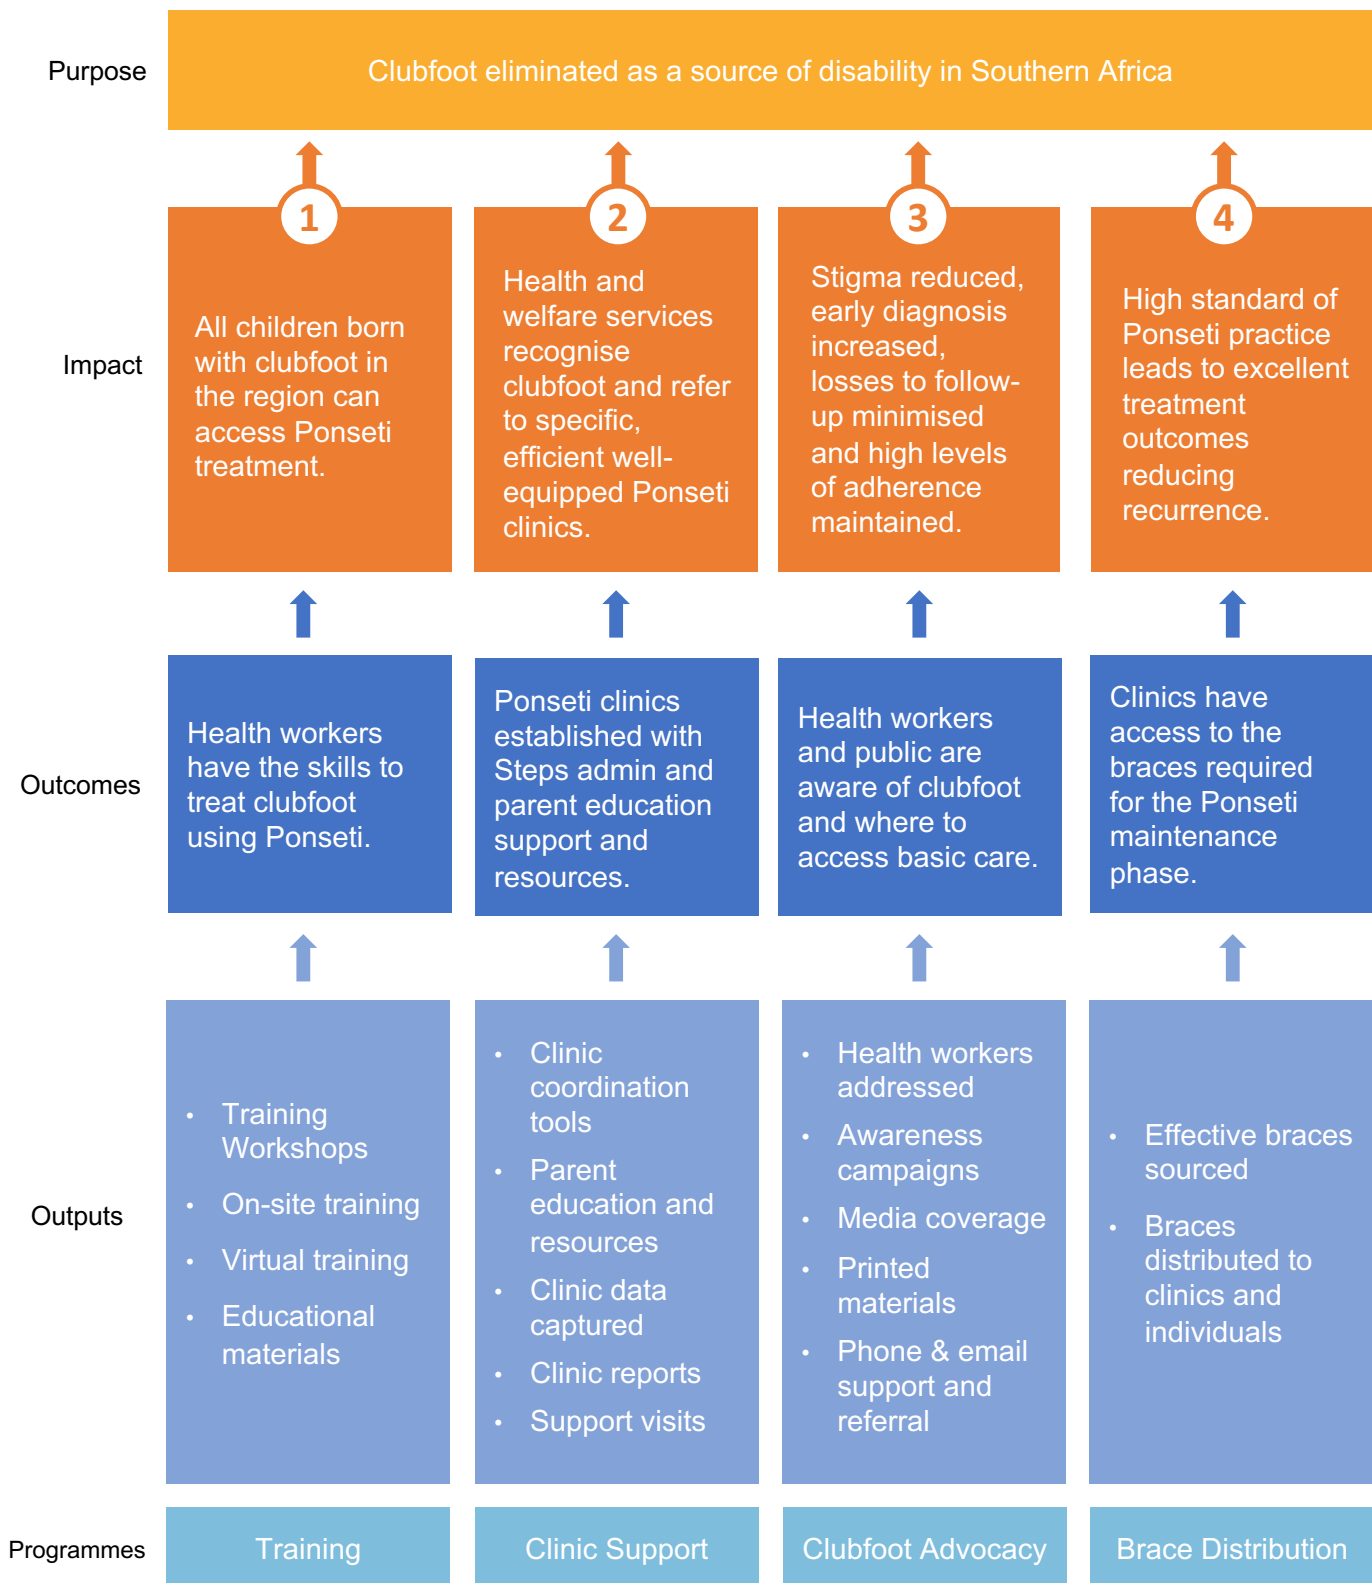 Purpose
Clubfoot eliminated as a source of disability in Southern Africa
Impact
1
All children born
with clubfoot in
the region can
access Ponseti
treatment.
2
Health and
welfare services
recognise
clubfoot and refer
to specific,
efficient well-
equipped Ponseti
clinics.
3
Stigma reduced,
early diagnosis
increased,
losses to follow-
up minimised
and high levels
of adherence
maintained.
4
High standard of
Ponseti practice
leads to excellent
treatment
outcomes
reducing
recurrence.
Outcomes
Health workers
have the skills to
treat clubfoot
using Ponseti.
Ponseti clinics
established with
Steps admin and
parent education
support and
resources.
Health workers
and public are
aware of clubfoot
and where to
access basic care.
Clinics have
access to the
braces required
for the Ponseti
maintenance
phase.
Outputs
• Training
Workshops
• On-site training
• Virtual training
• Educational
materials
• Clinic
coordination
tools
• Parent
education and
resources
• Clinic data
captured
• Clinic reports
• Support visits
• Health workers
addressed
• Awareness
campaigns
• Media coverage
• Printed
materials
• Phone & email
support and
referral
• Effective braces
sourced
• Braces
distributed to
clinics and
individuals
Programmes
Training
Clinic Support
Clubfoot Advocacy
Brace Distribution